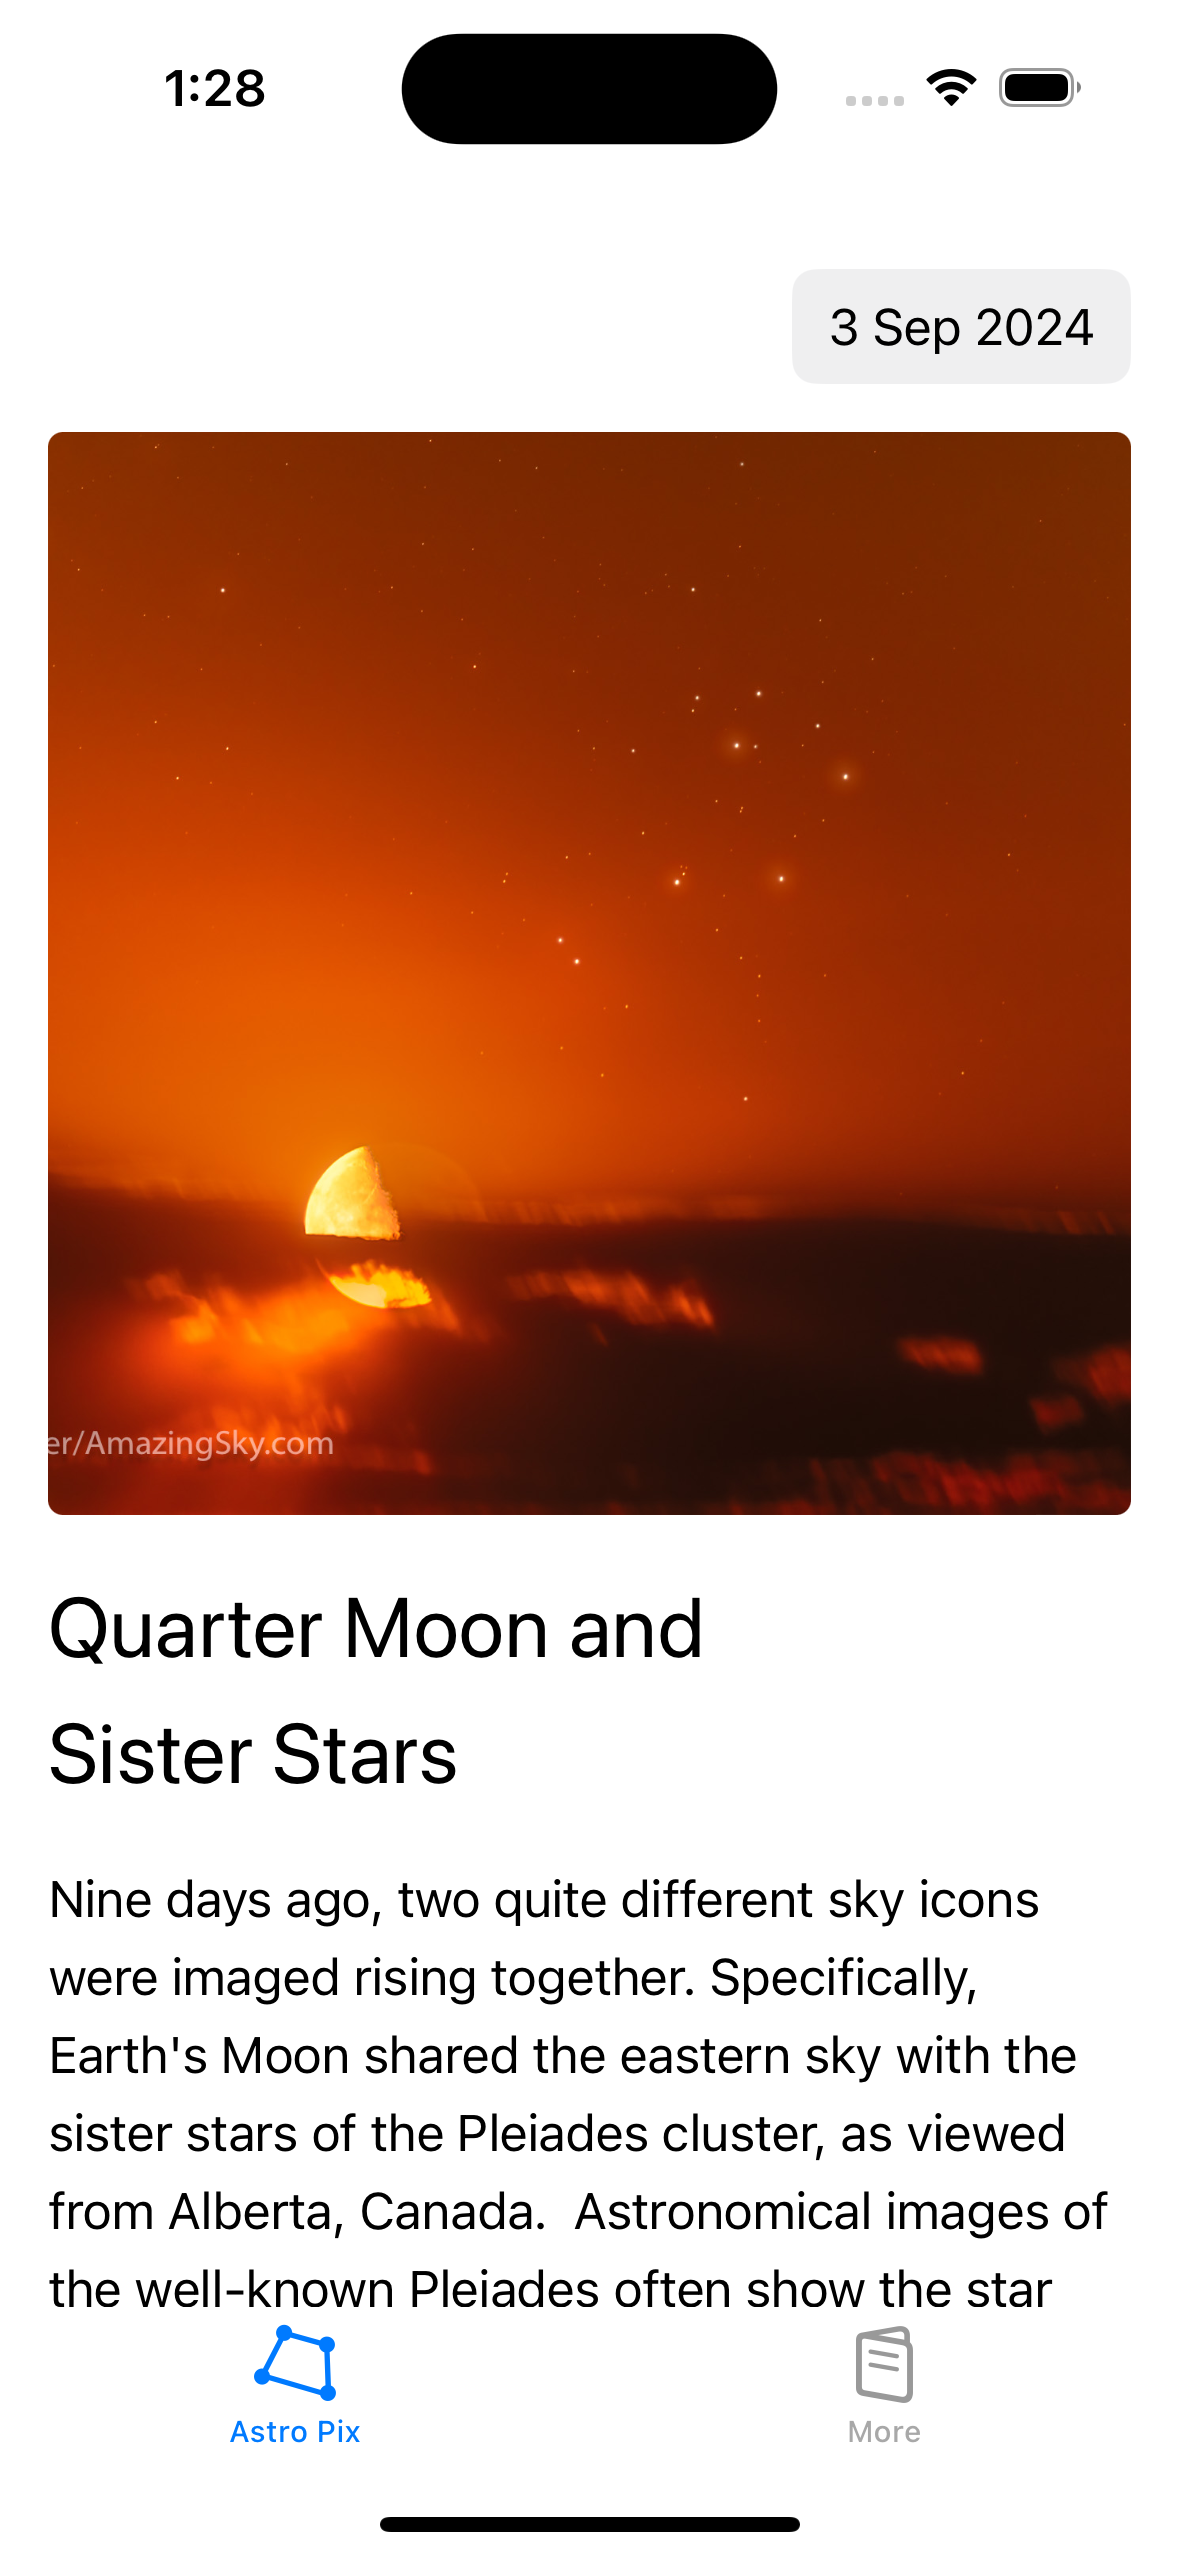 1:28
3 Sep 2024
er/AmazingSky.com
Quarter Moon and
Sister Stars
Nine days ago, two quite different sky icons
were imaged rising together. Specifically,
Earth's Moon shared the eastern sky with the
sister stars of the Pleiades cluster, as viewed
from Alberta, Canada.  Astronomical images of
the well-known Pleiades often show the star
Astro Pix
More